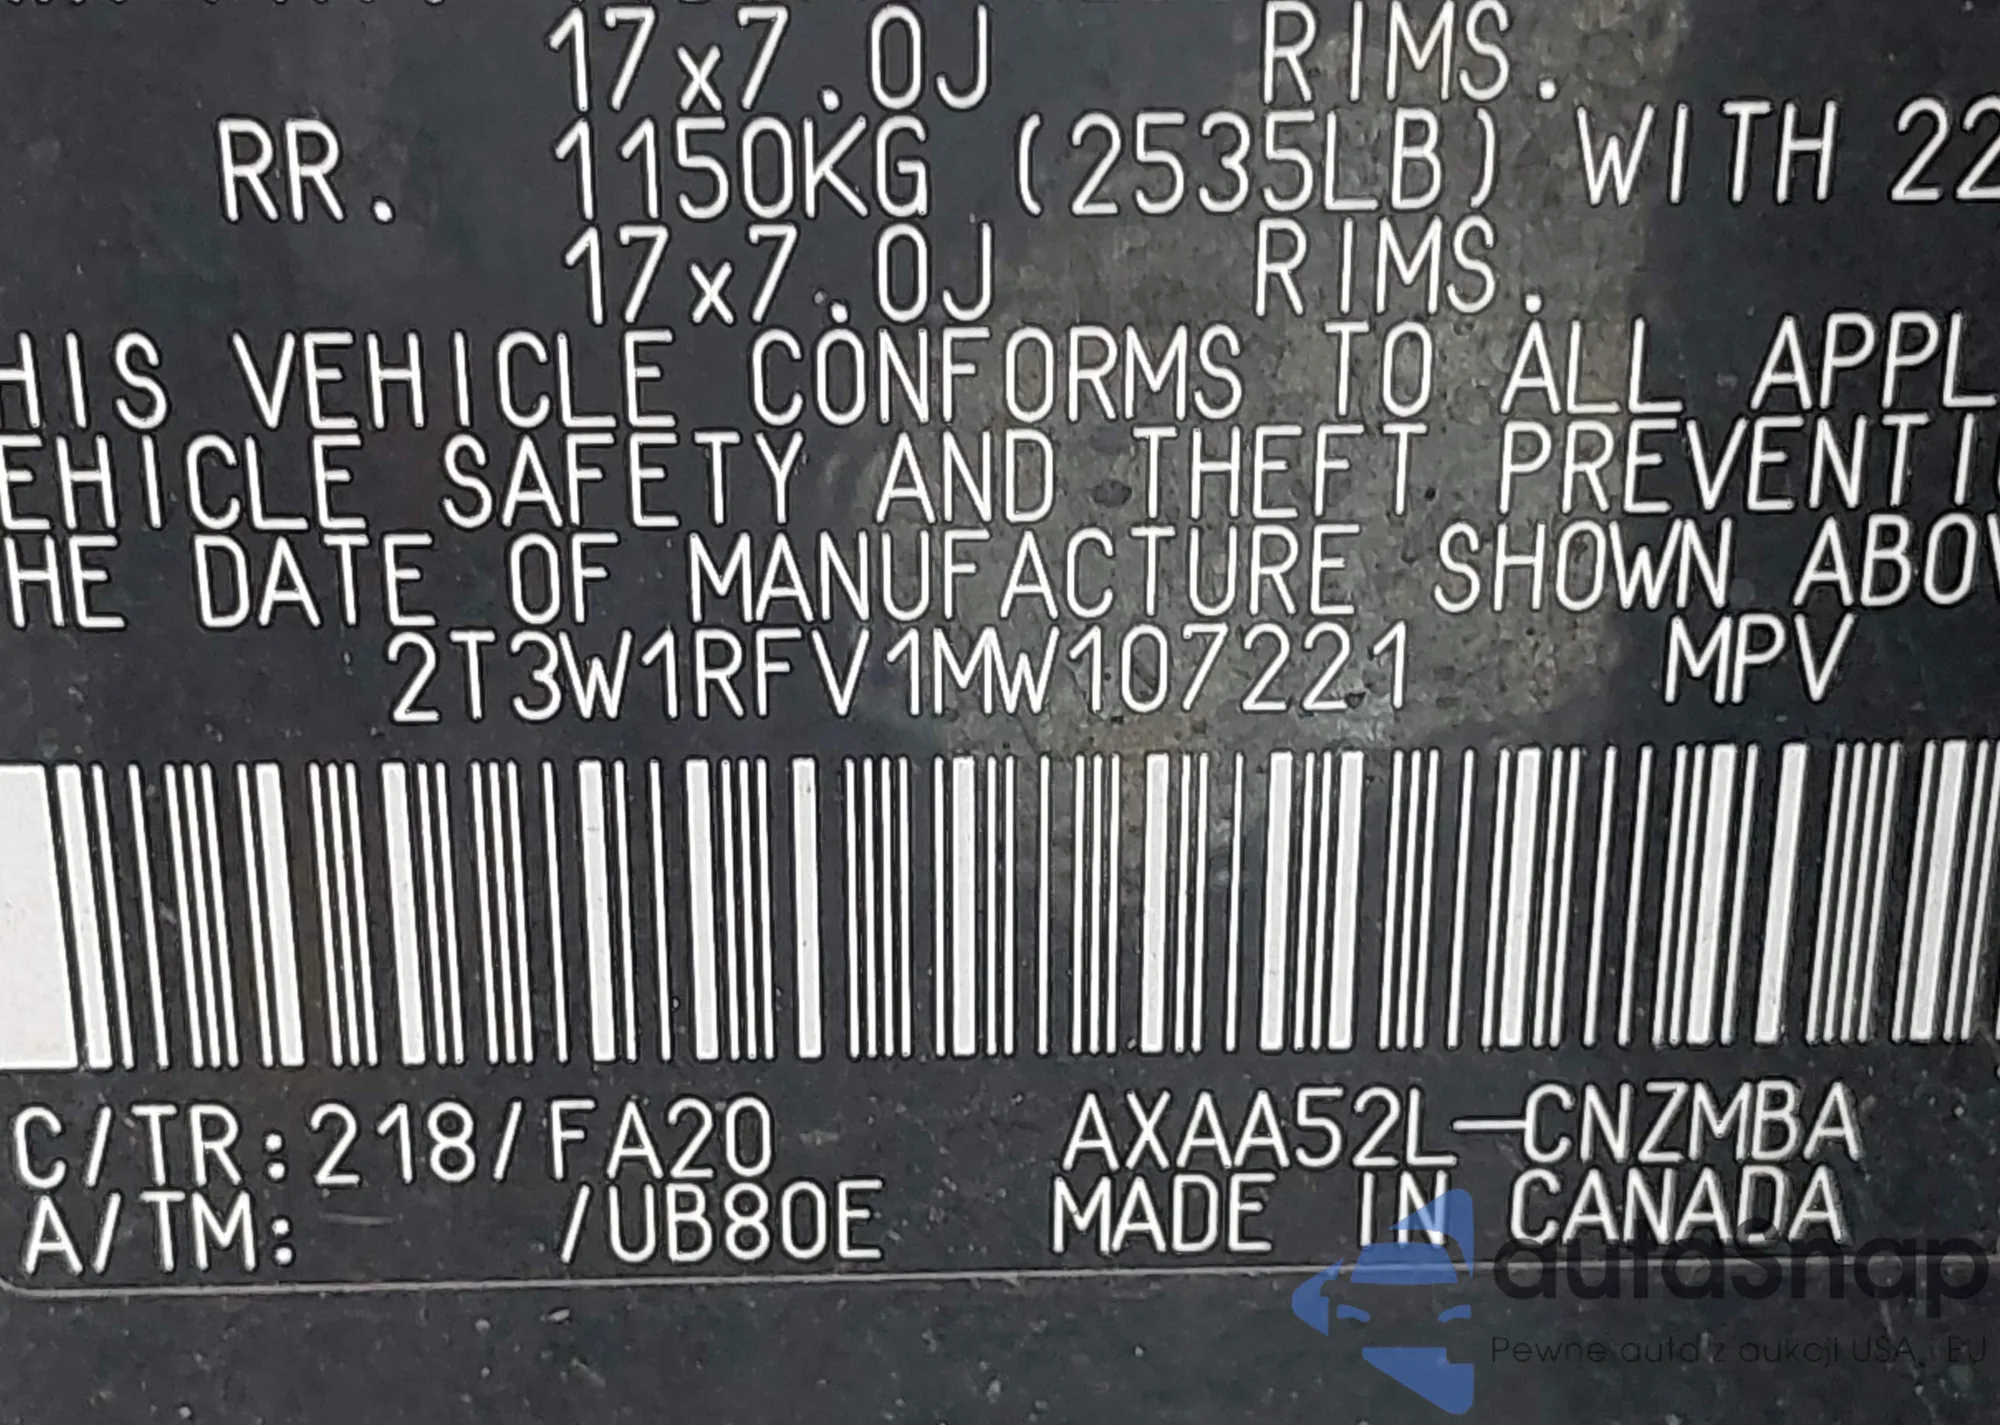 17x7.0J RIMS.
RR. 1150KG (2535LB) WITH 22
17x7.0J RIMS.
HIS VEHICLE CONFORMS TO ALL APPL
EHICLE SAFETY AND THEFT PREVENTI
HE DATE OF MANUFACTURE SHOWN ABOV
2T3W1RFV1MW107221 MPV
C/TR:218/FA20 AXAA52L-CNZMBA
A/TM: /UB80E MADE IN CANADA
autaSnap
Pewne auta z aukcji USA i EU